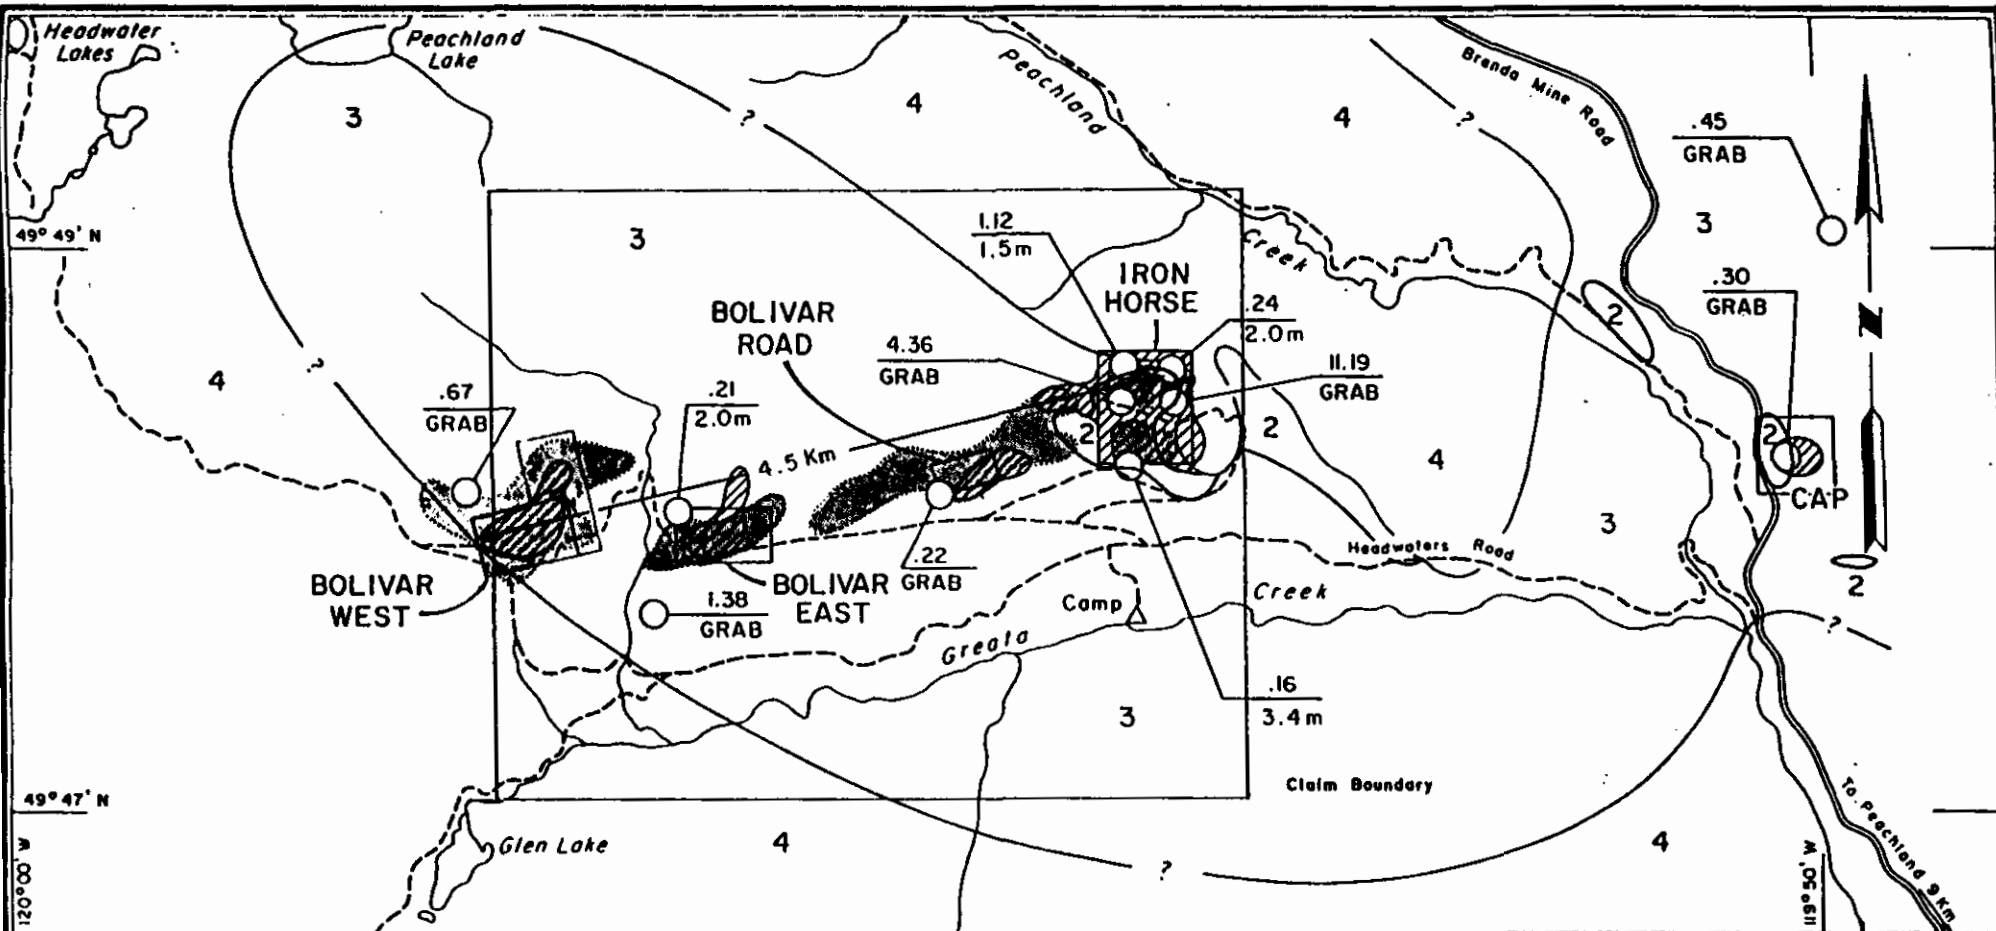 Headwater
Lakes
Peachland
Lake
3
4
Peachland
Creek
4
?
?
Brenda Mine Road
.45
GRAB
3
49° 49' N
3
1.12
1.5m
IRON
HORSE
.24
2.0m
.30
GRAB
N
2
BOLIVAR
ROAD
4.36
GRAB
11.19
GRAB
4
?
.67
GRAB
.21
2.0m
4.5 Km
2
2
4
2
CAP
3
BOLIVAR
WEST
BOLIVAR
EAST
.22
GRAB
1.38
GRAB
Headwaters Road
Camp
Creek
Greata
2
?
.16
3.4m
3
Claim Boundary
49° 47' N
Glen Lake
4
?
4
120° 00' W
119° 50' W
To Peachland 9 Km